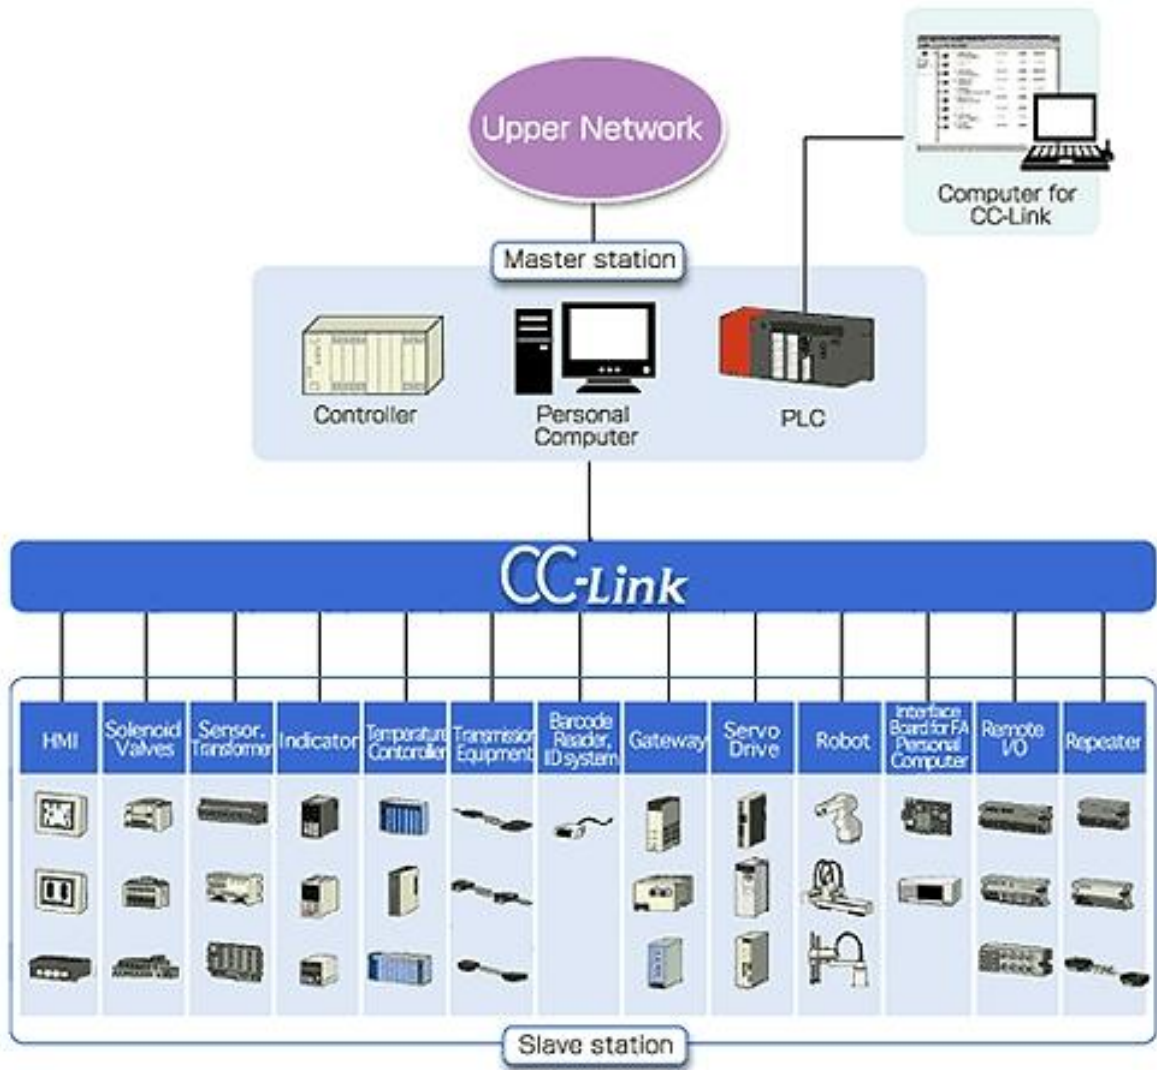 Upper Network
Computer for
CC-Link
Master station
Controller
Personal
Computer
PLC
CC-Link
HMI
Solenoid
Valves
Sensor.
Transformer
Indicator
Temperature
Contoroller
Transmission
Equipment
Barcode
Reader,
ID system
Gateway
Servo
Drive
Robot
Interface
Board for FA
Personal
Computer
Remote
I/O
Repeater
Slave station